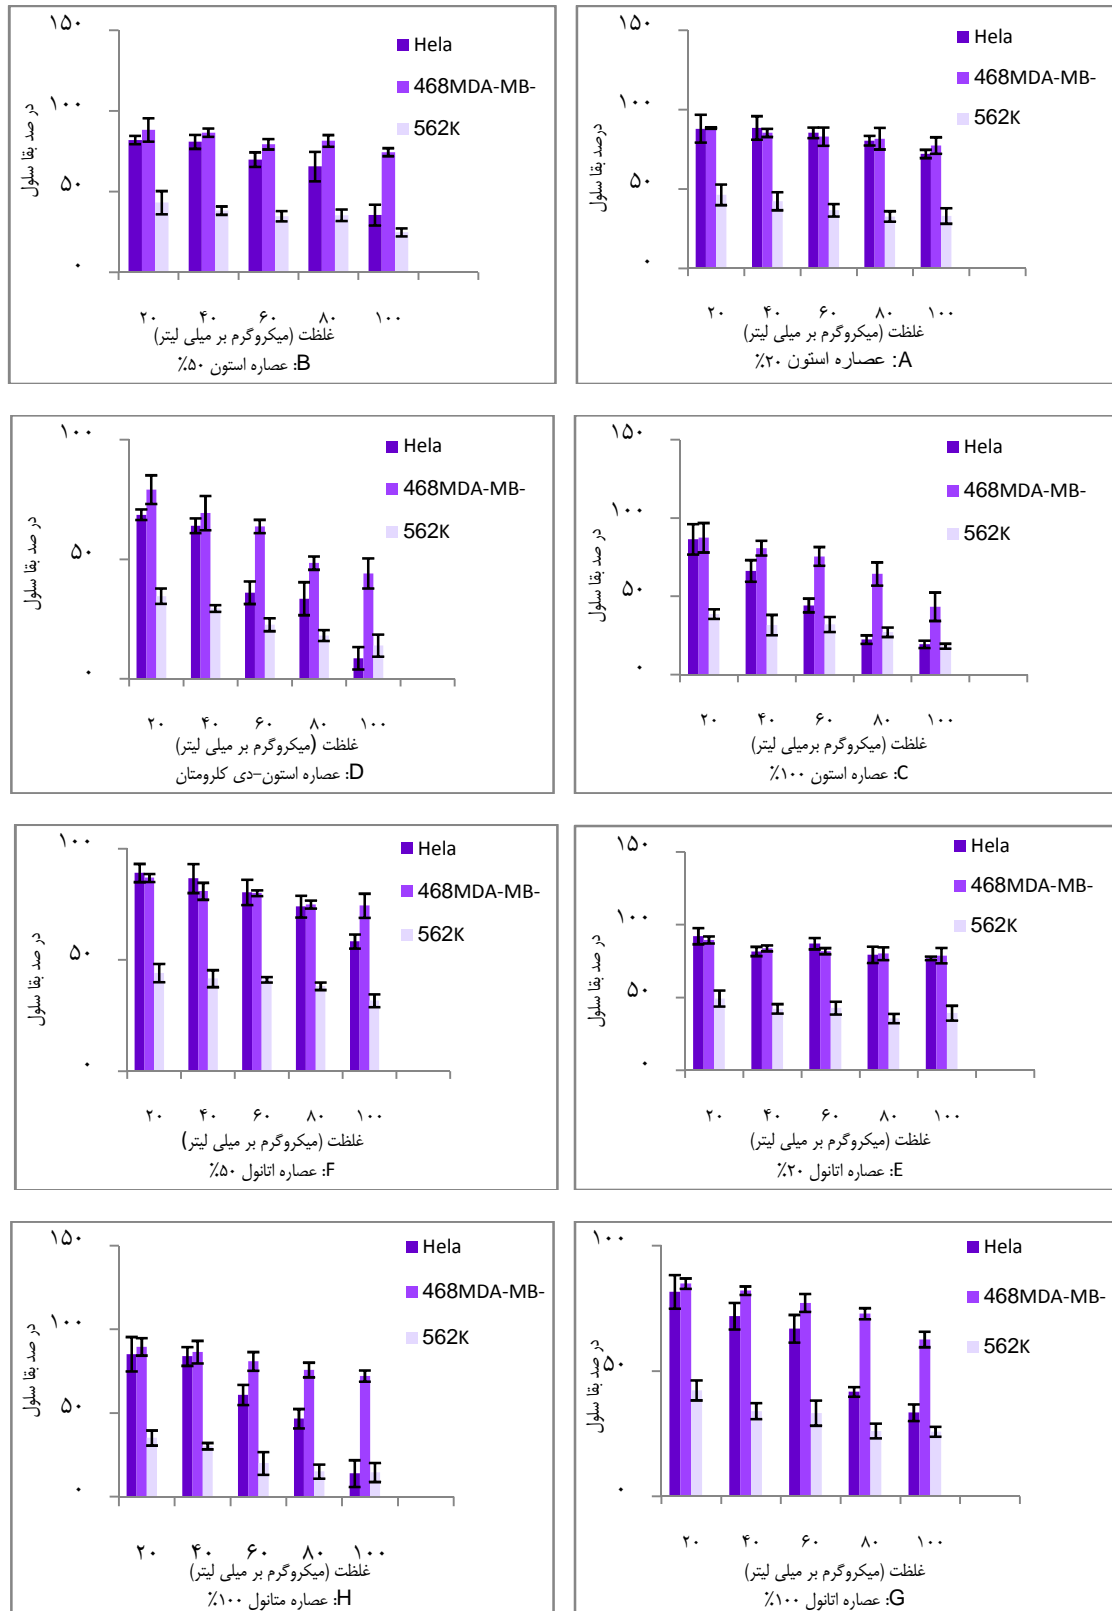 ۱۵۰
۱۰۰
۵۰
۰
درصد بقا سلول
Hela
468MDA-MB-
562K
۲۰ ۴۰ ۶۰ ۸۰ ۱۰۰
غلظت (میکروگرم بر میلی لیتر)
A: عصاره استون ۲۰٪
۱۵۰
۱۰۰
۵۰
۰
در صد بقا سلول
Hela
468MDA-MB-
562K
۲۰ ۴۰ ۶۰ ۸۰ ۱۰۰
غلظت (میکروگرم بر میلی لیتر)
B: عصاره استون ۵۰٪
۱۵۰
۱۰۰
۵۰
۰
در صد بقا سلول
Hela
468MDA-MB-
562K
۲۰ ۴۰ ۶۰ ۸۰ ۱۰۰
غلظت (میکروگرم برمیلی لیتر)
C: عصاره استون ۱۰۰٪
۱۰۰
۵۰
۰
در صد بقا سلول
Hela
468MDA-MB-
562K
۲۰ ۴۰ ۶۰ ۸۰ ۱۰۰
غلظت (میکروگرم بر میلی لیتر)
D: عصاره استون-دی کلرومتان
۱۵۰
۱۰۰
۵۰
۰
در صد بقا سلول
Hela
468MDA-MB-
562K
۲۰ ۴۰ ۶۰ ۸۰ ۱۰۰
غلظت (میکروگرم بر میلی لیتر)
E: عصاره اتانول ۲۰٪
۱۰۰
۵۰
۰
در صد بقا سلول
Hela
468MDA-MB-
562K
۲۰ ۴۰ ۶۰ ۸۰ ۱۰۰
غلظت (میکروگرم بر میلی لیتر)
F: عصاره اتانول ۵۰٪
۱۰۰
۵۰
۰
در صد بقا سلول
Hela
468MDA-MB-
562K
۲۰ ۴۰ ۶۰ ۸۰ ۱۰۰
غلظت (میکروگرم بر میلی لیتر)
G: عصاره اتانول ۱۰۰٪
۱۵۰
۱۰۰
۵۰
۰
در صد بقا سلول
Hela
468MDA-MB-
562K
۲۰ ۴۰ ۶۰ ۸۰ ۱۰۰
غلظت (میکروگرم بر میلی لیتر)
H: عصاره متانول ۱۰۰٪